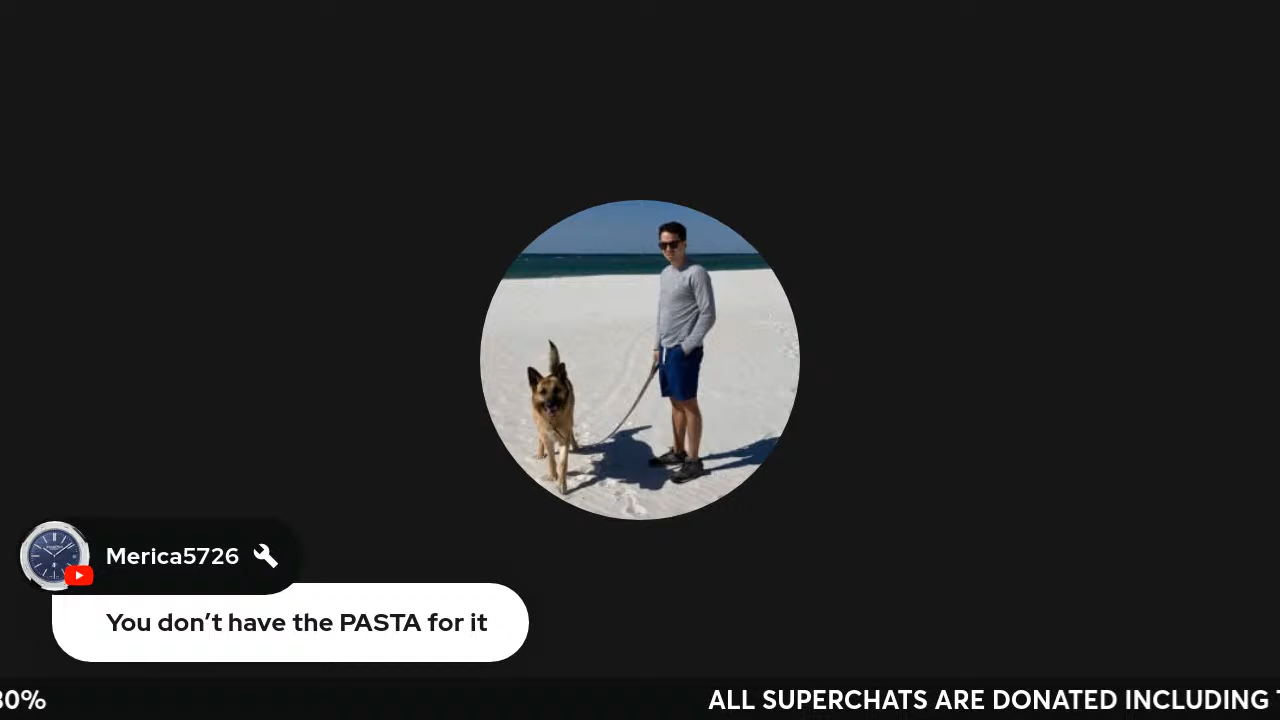 Merica5726
You don’t have the PASTA for it
30%
ALL SUPERCHATS ARE DONATED INCLUDING